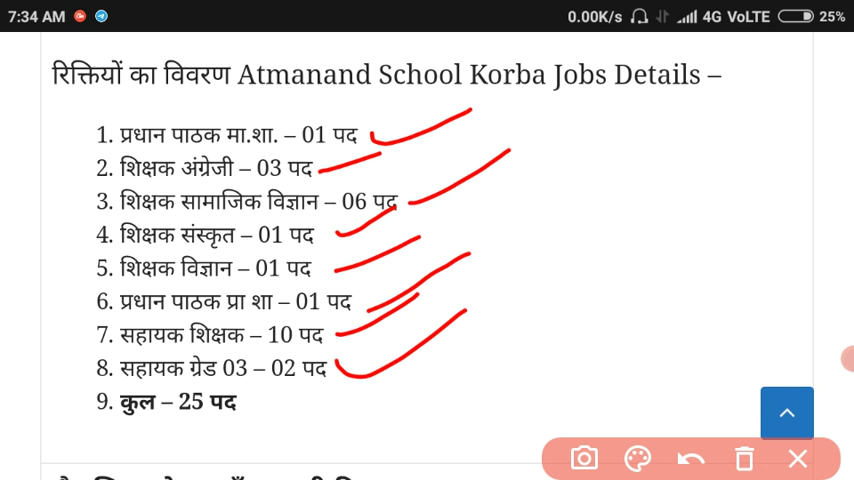 7:34 AM 0.00K/s 4G VoLTE 25%
रिक्तियों का विवरण Atmanand School Korba Jobs Details –
1. प्रधान पाठक मा.शा. – 01 पद
2. शिक्षक अंग्रेजी – 03 पद
3. शिक्षक सामाजिक विज्ञान – 06 पद
4. शिक्षक संस्कृत – 01 पद
5. शिक्षक विज्ञान – 01 पद
6. प्रधान पाठक प्रा शा – 01 पद
7. सहायक शिक्षक – 10 पद
8. सहायक ग्रेड 03 – 02 पद
9. कुल – 25 पद